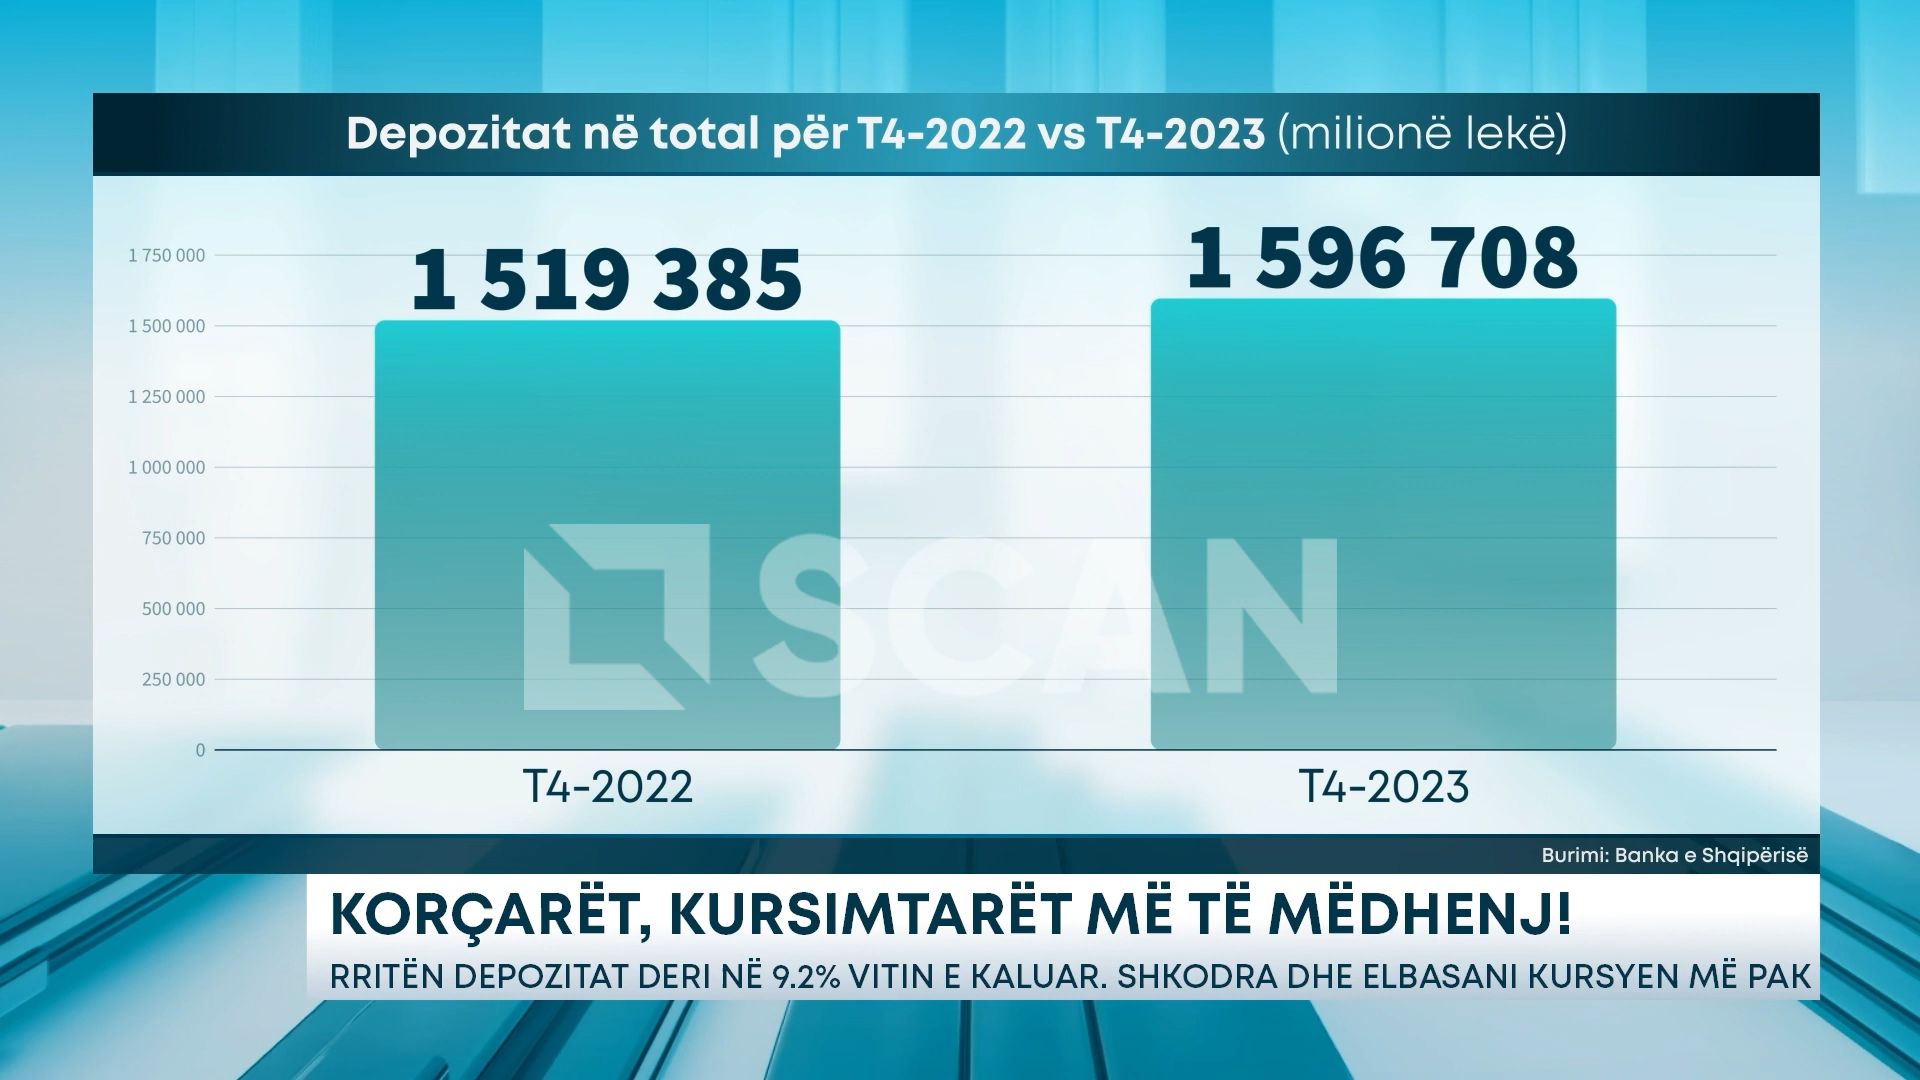 Depozitat në total për T4-2022 vs T4-2023 (milionë lekë)
1 519 385
1 596 708
1 750 000
1 500 000
1 250 000
1 000 000
750 000
500 000
250 000
0
SCAN
T4-2022
T4-2023
Burimi: Banka e Shqipërisë
KORÇARËT, KURSIMTARËT MË TË MËDHENJ!
RRITËN DEPOZITAT DERI NË 9.2% VITIN E KALUAR. SHKODRA DHE ELBASANI KURSYEN MË PAK